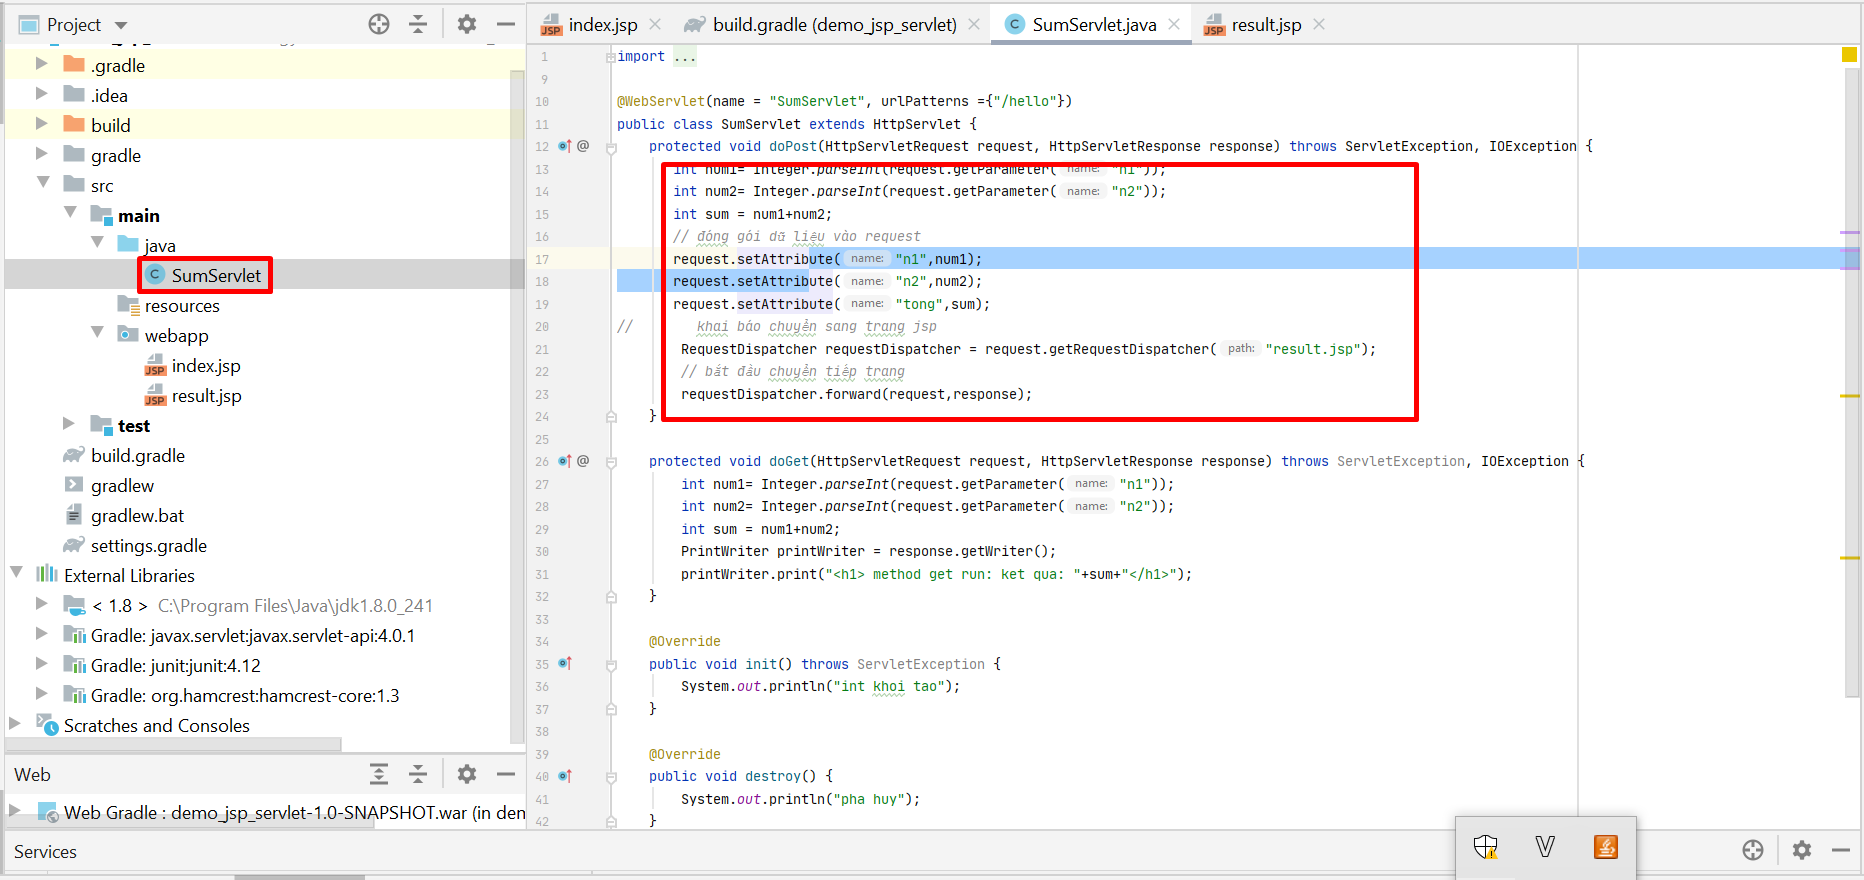 Project
index.jsp
build.gradle (demo_jsp_servlet)
SumServlet.java
result.jsp
.gradle
.idea
build
gradle
src
main
java
SumServlet
resources
webapp
index.jsp
result.jsp
test
build.gradle
gradlew
gradlew.bat
settings.gradle
External Libraries
< 1.8 > C:\Program Files\Java\jdk1.8.0_241
Gradle: javax.servlet:javax.servlet-api:4.0.1
Gradle: junit:junit:4.12
Gradle: org.hamcrest:hamcrest-core:1.3
Scratches and Consoles
Web
Web Gradle : demo_jsp_servlet-1.0-SNAPSHOT.war (in den
Services
1 import ...
9
10 @WebServlet(name = "SumServlet", urlPatterns ={"/hello"})
11 public class SumServlet extends HttpServlet {
12 @ protected void doPost(HttpServletRequest request, HttpServletResponse response) throws ServletException, IOException {
13 int num1= Integer.parseInt(request.getParameter( name: "n1"));
14 int num2= Integer.parseInt(request.getParameter( name: "n2"));
15 int sum = num1+num2;
16 // đóng gói dữ liệu vào request
17 request.setAttribute( name: "n1",num1);
18 request.setAttribute( name: "n2",num2);
19 request.setAttribute( name: "tong",sum);
20 // khai báo chuyển sang trang jsp
21 RequestDispatcher requestDispatcher = request.getRequestDispatcher( path: "result.jsp");
22 // bắt đầu chuyển tiếp trang
23 requestDispatcher.forward(request,response);
24 }
25
26 @ protected void doGet(HttpServletRequest request, HttpServletResponse response) throws ServletException, IOException {
27 int num1= Integer.parseInt(request.getParameter( name: "n1"));
28 int num2= Integer.parseInt(request.getParameter( name: "n2"));
29 int sum = num1+num2;
30 PrintWriter printWriter = response.getWriter();
31 printWriter.print("<h1> method get run: ket qua: "+sum+"</h1>");
32 }
33
34 @Override
35 public void init() throws ServletException {
36 System.out.println("int khoi tao");
37 }
38
39 @Override
40 public void destroy() {
41 System.out.println("pha huy");
42 }